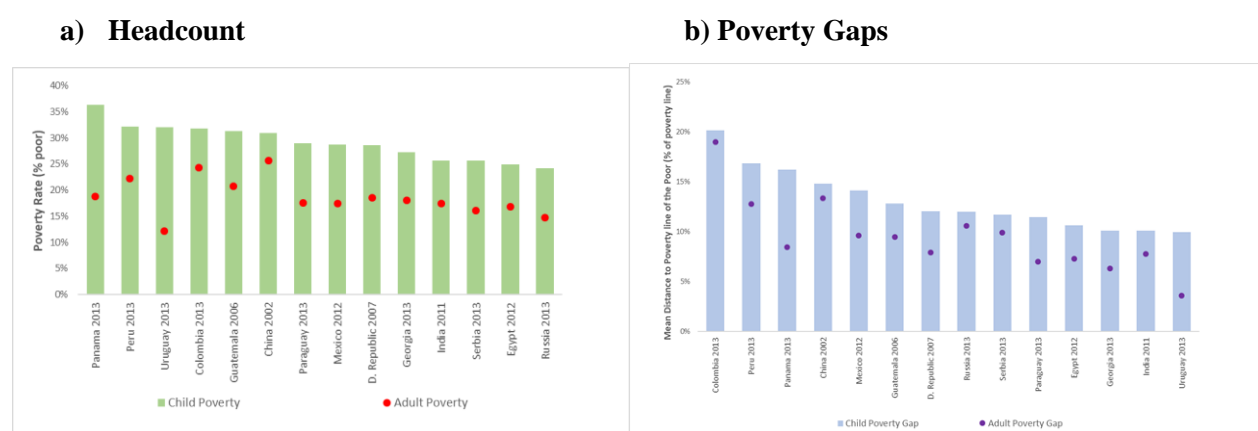 a) Headcount
Poverty Rate (% poor)
40%
35%
30%
25%
20%
15%
10%
5%
0%
Panama 2013
Peru 2013
Uruguay 2013
Colombia 2013
Guatemala 2006
China 2002
Paraguay 2013
Mexico 2012
D. Republic 2007
Georgia 2013
India 2011
Serbia 2013
Egypt 2012
Russia 2013
Child Poverty
Adult Poverty
b) Poverty Gaps
Mean Distance to Poverty line of the Poor (% of poverty line)
25%
20%
15%
10%
5%
0%
Colombia 2013
Peru 2013
Panama 2013
China 2002
Mexico 2012
Guatemala 2006
D. Republic 2007
Russia 2013
Serbia 2013
Paraguay 2013
Egypt 2012
Georgia 2013
India 2011
Uruguay 2013
Child Poverty Gap
Adult Poverty Gap